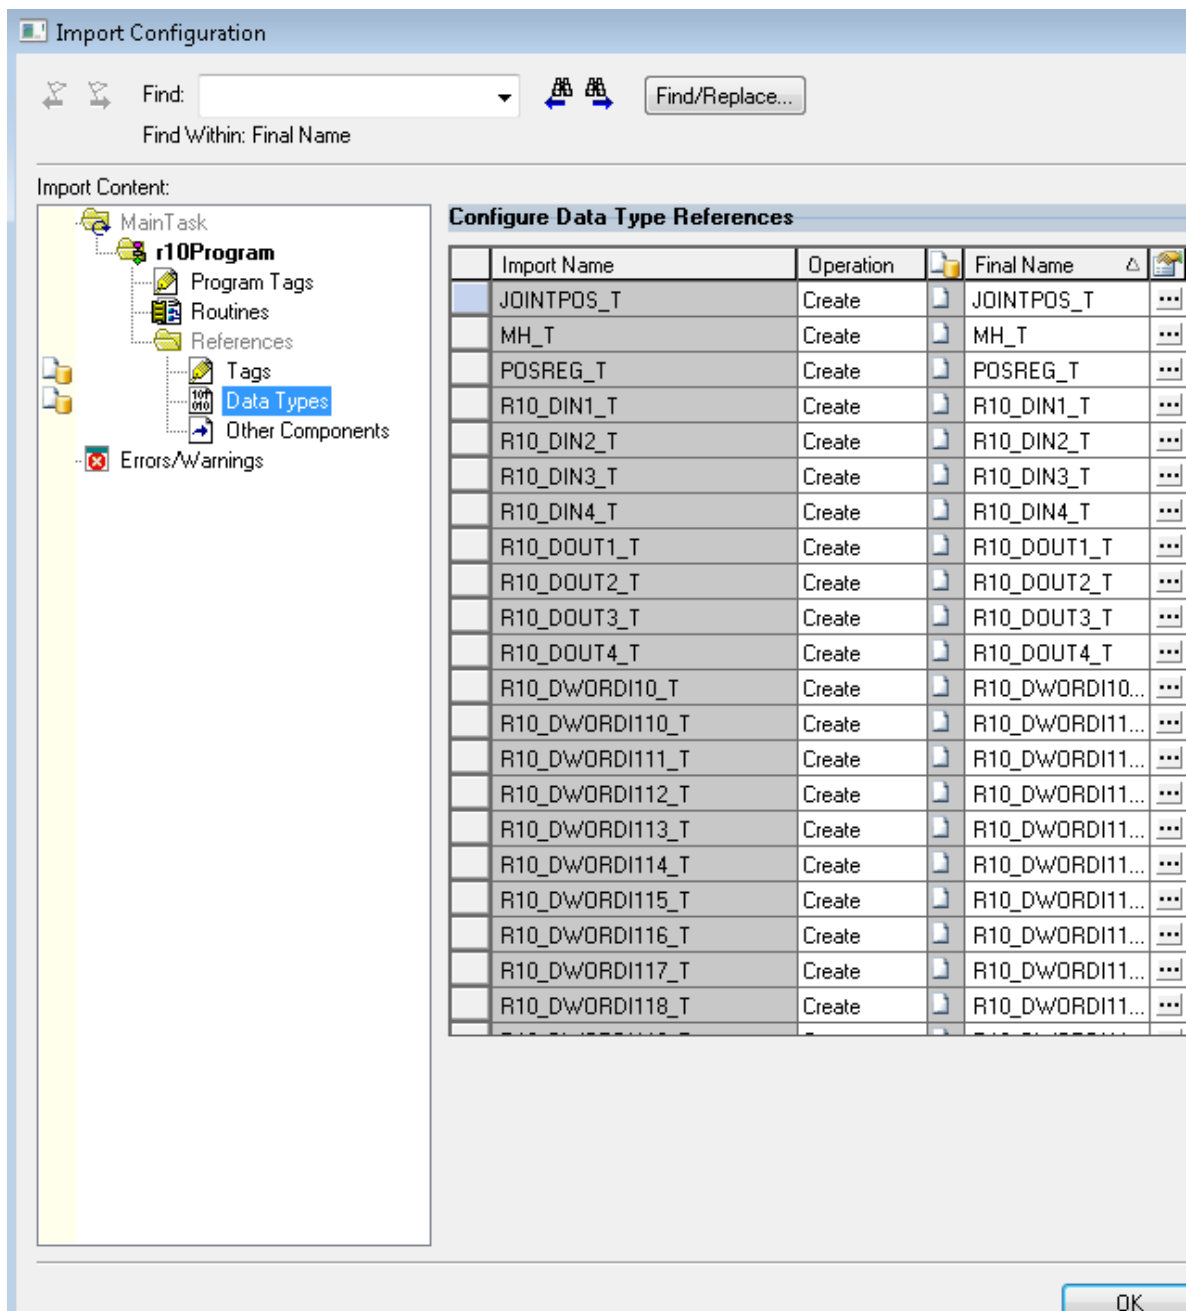 Import Configuration
Find:
Find/Replace...
Find Within: Final Name
Import Content:
MainTask
r10Program
Program Tags
Routines
References
Tags
Data Types
Other Components
Errors/Warnings
Configure Data Type References
Import Name Operation Final Name
JOINTPOS_T Create JOINTPOS_T ...
MH_T Create MH_T ...
POSREG_T Create POSREG_T ...
R10_DIN1_T Create R10_DIN1_T ...
R10_DIN2_T Create R10_DIN2_T ...
R10_DIN3_T Create R10_DIN3_T ...
R10_DIN4_T Create R10_DIN4_T ...
R10_DOUT1_T Create R10_DOUT1_T ...
R10_DOUT2_T Create R10_DOUT2_T ...
R10_DOUT3_T Create R10_DOUT3_T ...
R10_DOUT4_T Create R10_DOUT4_T ...
R10_DWORDI10_T Create R10_DWORDI10... ...
R10_DWORDI110_T Create R10_DWORDI11... ...
R10_DWORDI111_T Create R10_DWORDI11... ...
R10_DWORDI112_T Create R10_DWORDI11... ...
R10_DWORDI113_T Create R10_DWORDI11... ...
R10_DWORDI114_T Create R10_DWORDI11... ...
R10_DWORDI115_T Create R10_DWORDI11... ...
R10_DWORDI116_T Create R10_DWORDI11... ...
R10_DWORDI117_T Create R10_DWORDI11... ...
R10_DWORDI118_T Create R10_DWORDI11... ...
OK